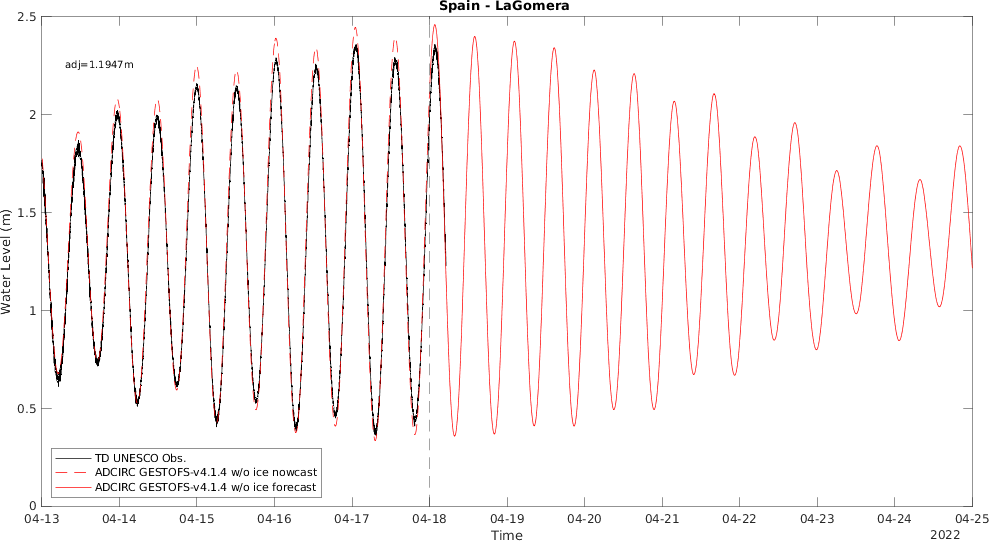 Spain - LaGomera
2.5
adj=1.1947m
2
1.5
Water Level (m)
1
0.5
TD UNESCO Obs.
ADCIRC GESTOFS-v4.1.4 w/o ice nowcast
ADCIRC GESTOFS-v4.1.4 w/o ice forecast
0
04-13 04-14 04-15 04-16 04-17 04-18 04-19 04-20 04-21 04-22 04-23 04-24 04-25
Time
2022